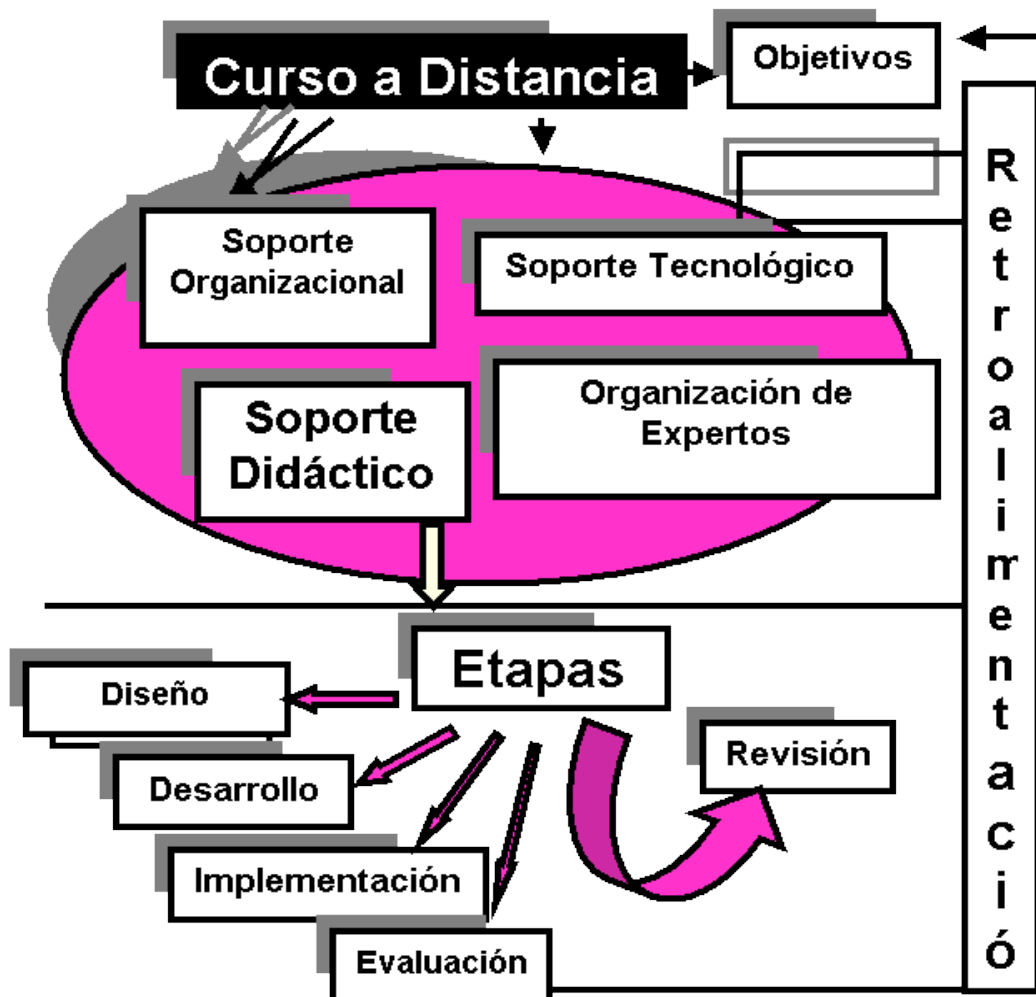 Curso a Distancia
Objetivos
Soporte
Organizacional
Soporte Tecnológico
Soporte
Didáctico
Organización de
Expertos
Etapas
Diseño
Desarrollo
Implementación
Evaluación
Revisión
R
e
t
r
o
a
l
i
m
e
n
t
a
c
i
ó